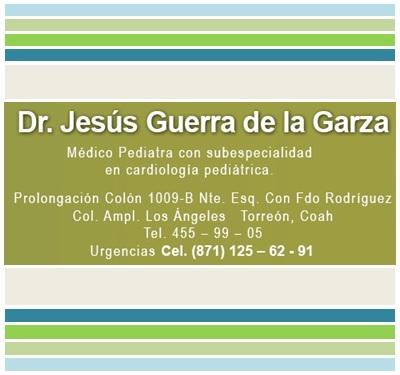 Dr. Jesús Guerra de la Garza
Médico Pediatra con subespecialidad
en cardiología pediátrica.
Prolongación Colón 1009-B Nte. Esq. Con Fdo Rodríguez
Col. Ampl. Los Ángeles Torreón, Coah
Tel. 455 – 99 – 05
Urgencias Cel. (871) 125 – 62 - 91